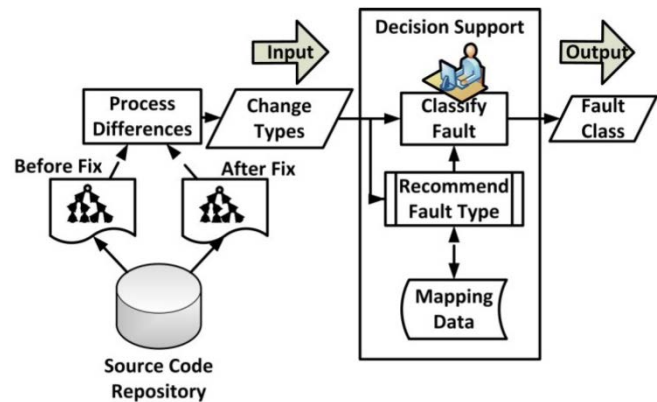 Input
Decision Support
Output
Process
Differences
Change
Types
Classify
Fault
Fault
Class
Before Fix
After Fix
Recommend
Fault Type
Mapping
Data
Source Code
Repository